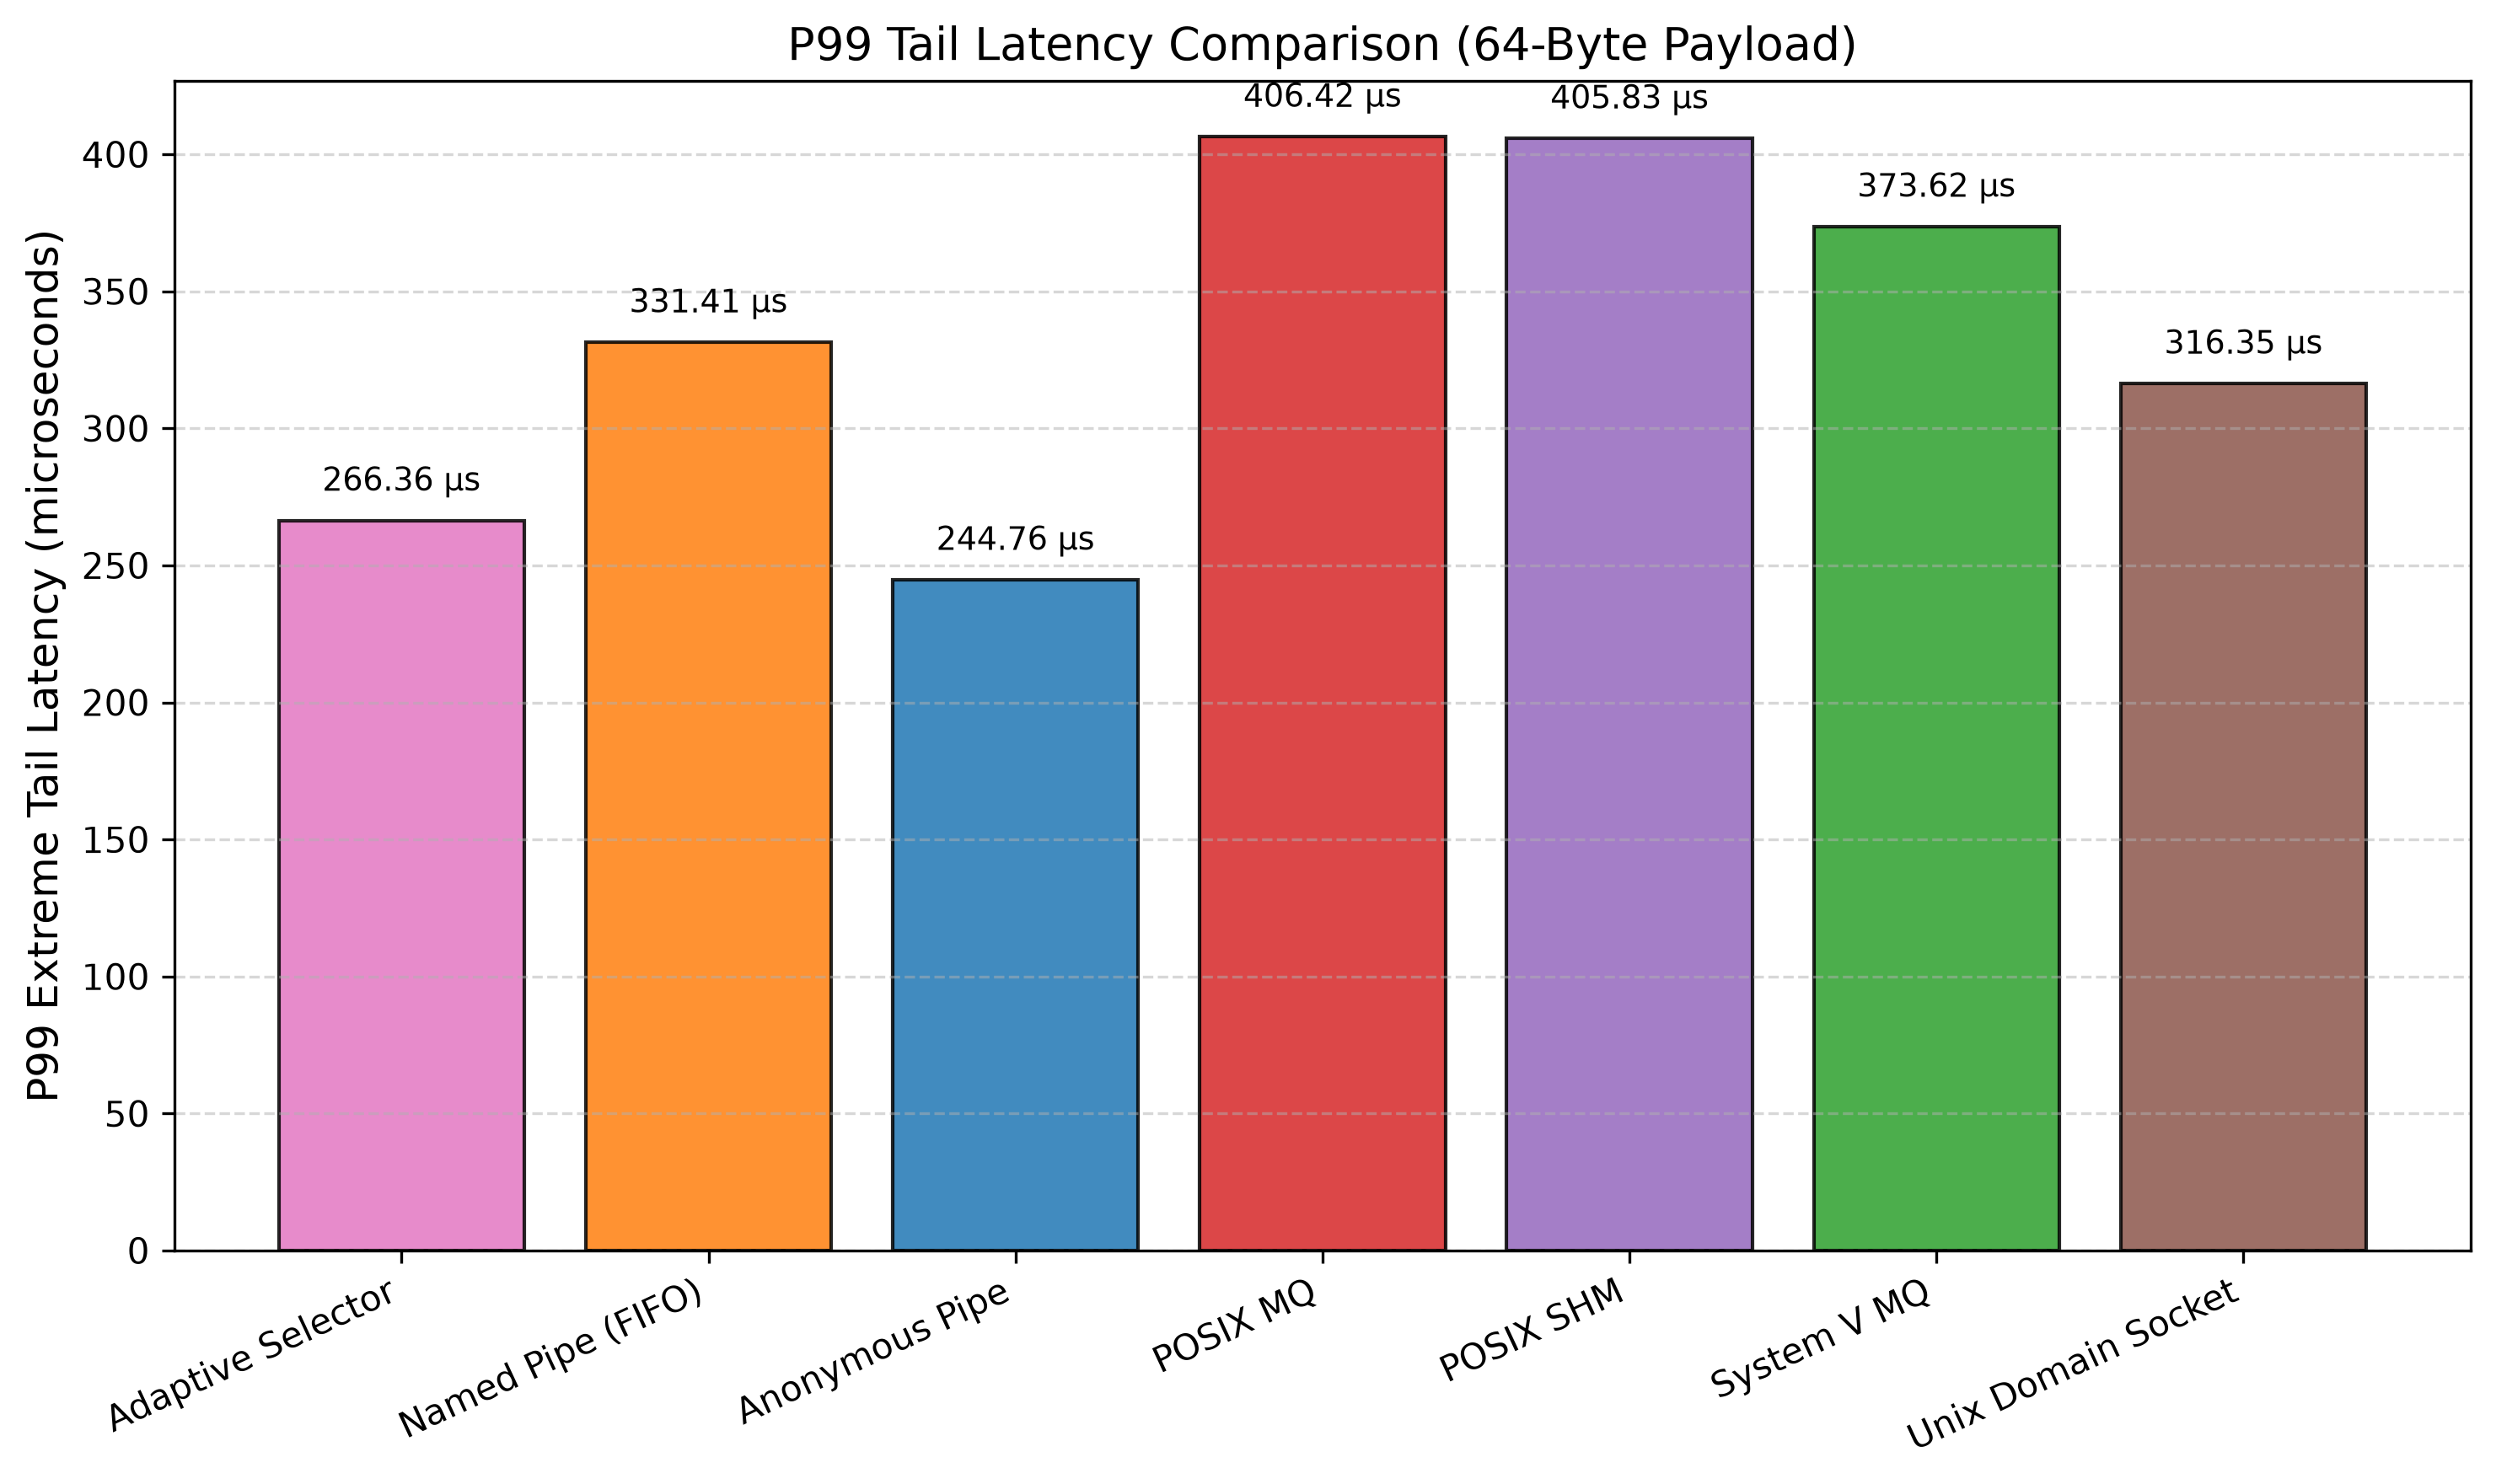 P99 Tail Latency Comparison (64-Byte Payload)
P99 Extreme Tail Latency (microseconds)
400
350
300
250
200
150
100
50
0
266.36 µs
331.41 µs
244.76 µs
406.42 µs
405.83 µs
373.62 µs
316.35 µs
Adaptive Selector
Named Pipe (FIFO)
Anonymous Pipe
POSIX MQ
POSIX SHM
System V MQ
Unix Domain Socket